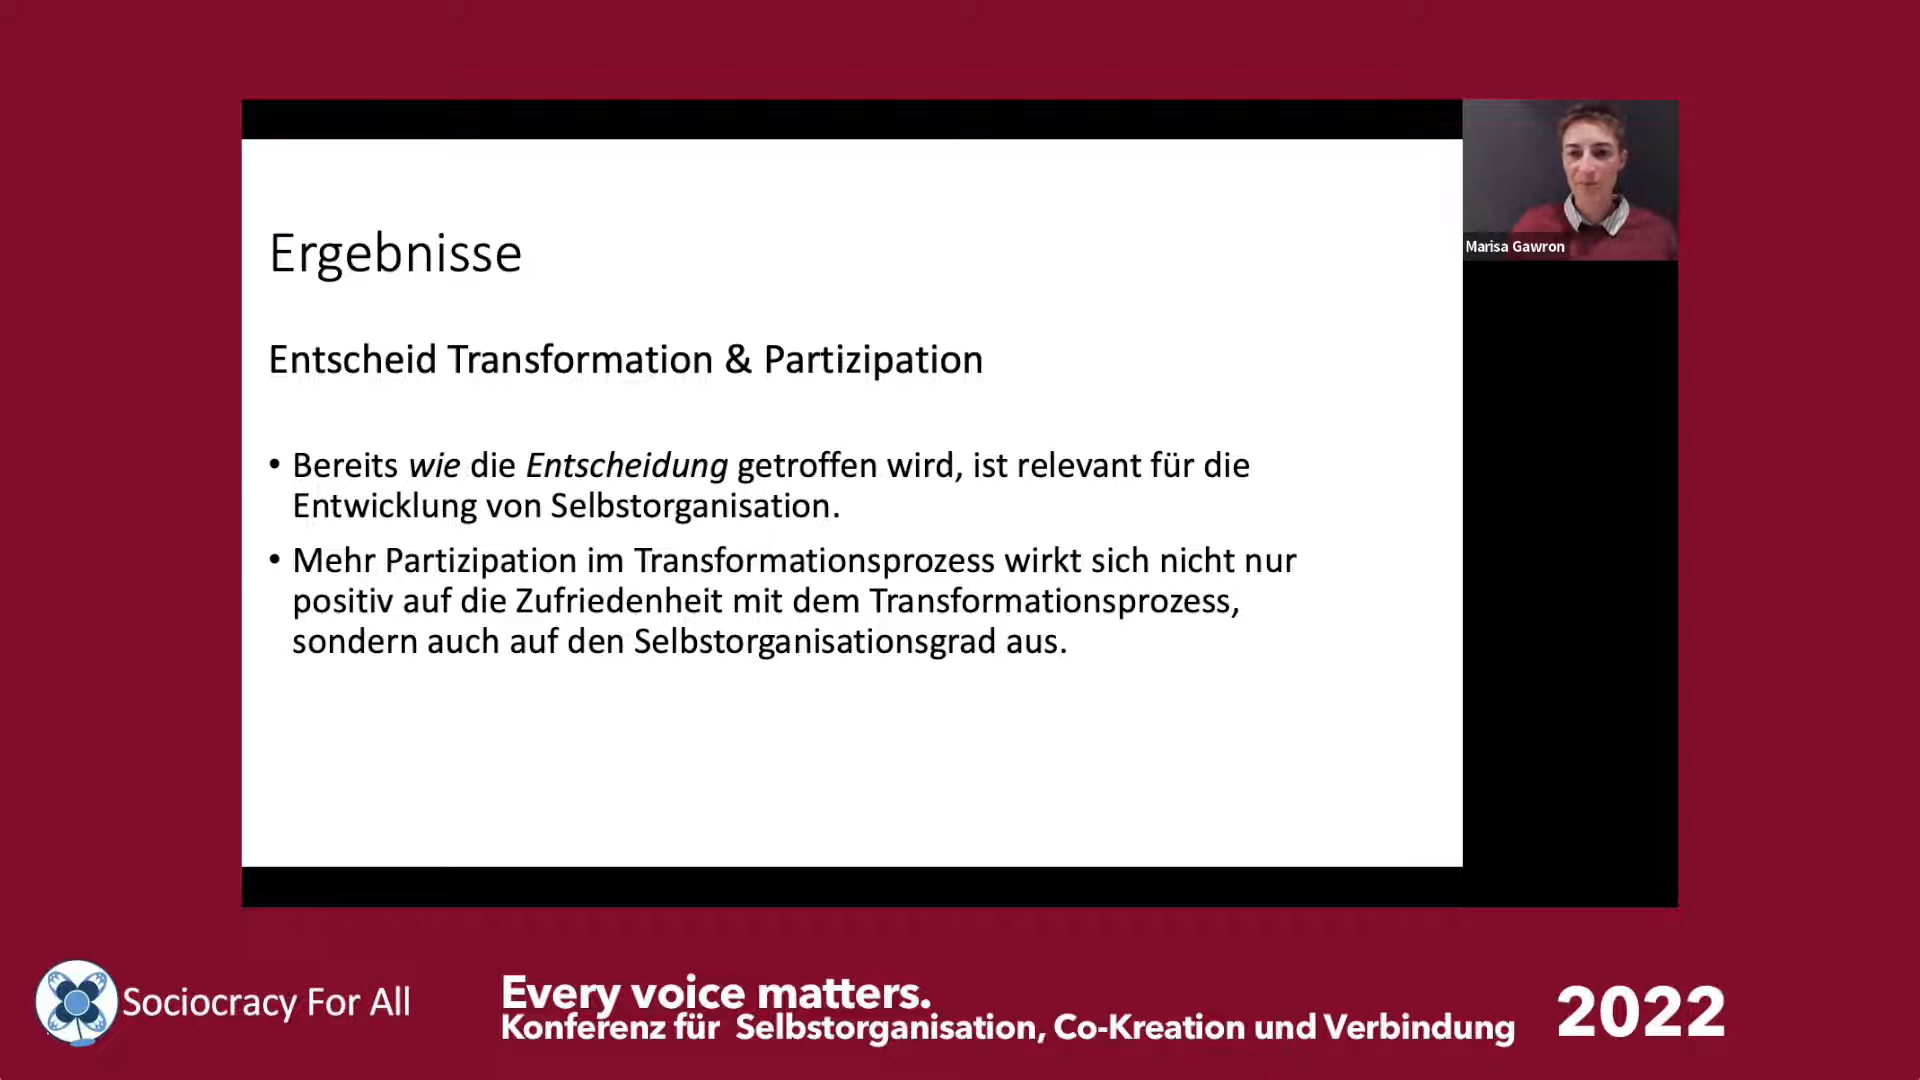 Ergebnisse
Entscheid Transformation & Partizipation
• Bereits wie die Entscheidung getroffen wird, ist relevant für die
Entwicklung von Selbstorganisation.
• Mehr Partizipation im Transformationsprozess wirkt sich nicht nur
positiv auf die Zufriedenheit mit dem Transformationsprozess,
sondern auch auf den Selbstorganisationsgrad aus.
Marisa Gawron
Sociocracy For All
Every voice matters.
Konferenz für Selbstorganisation, Co-Kreation und Verbindung
2022